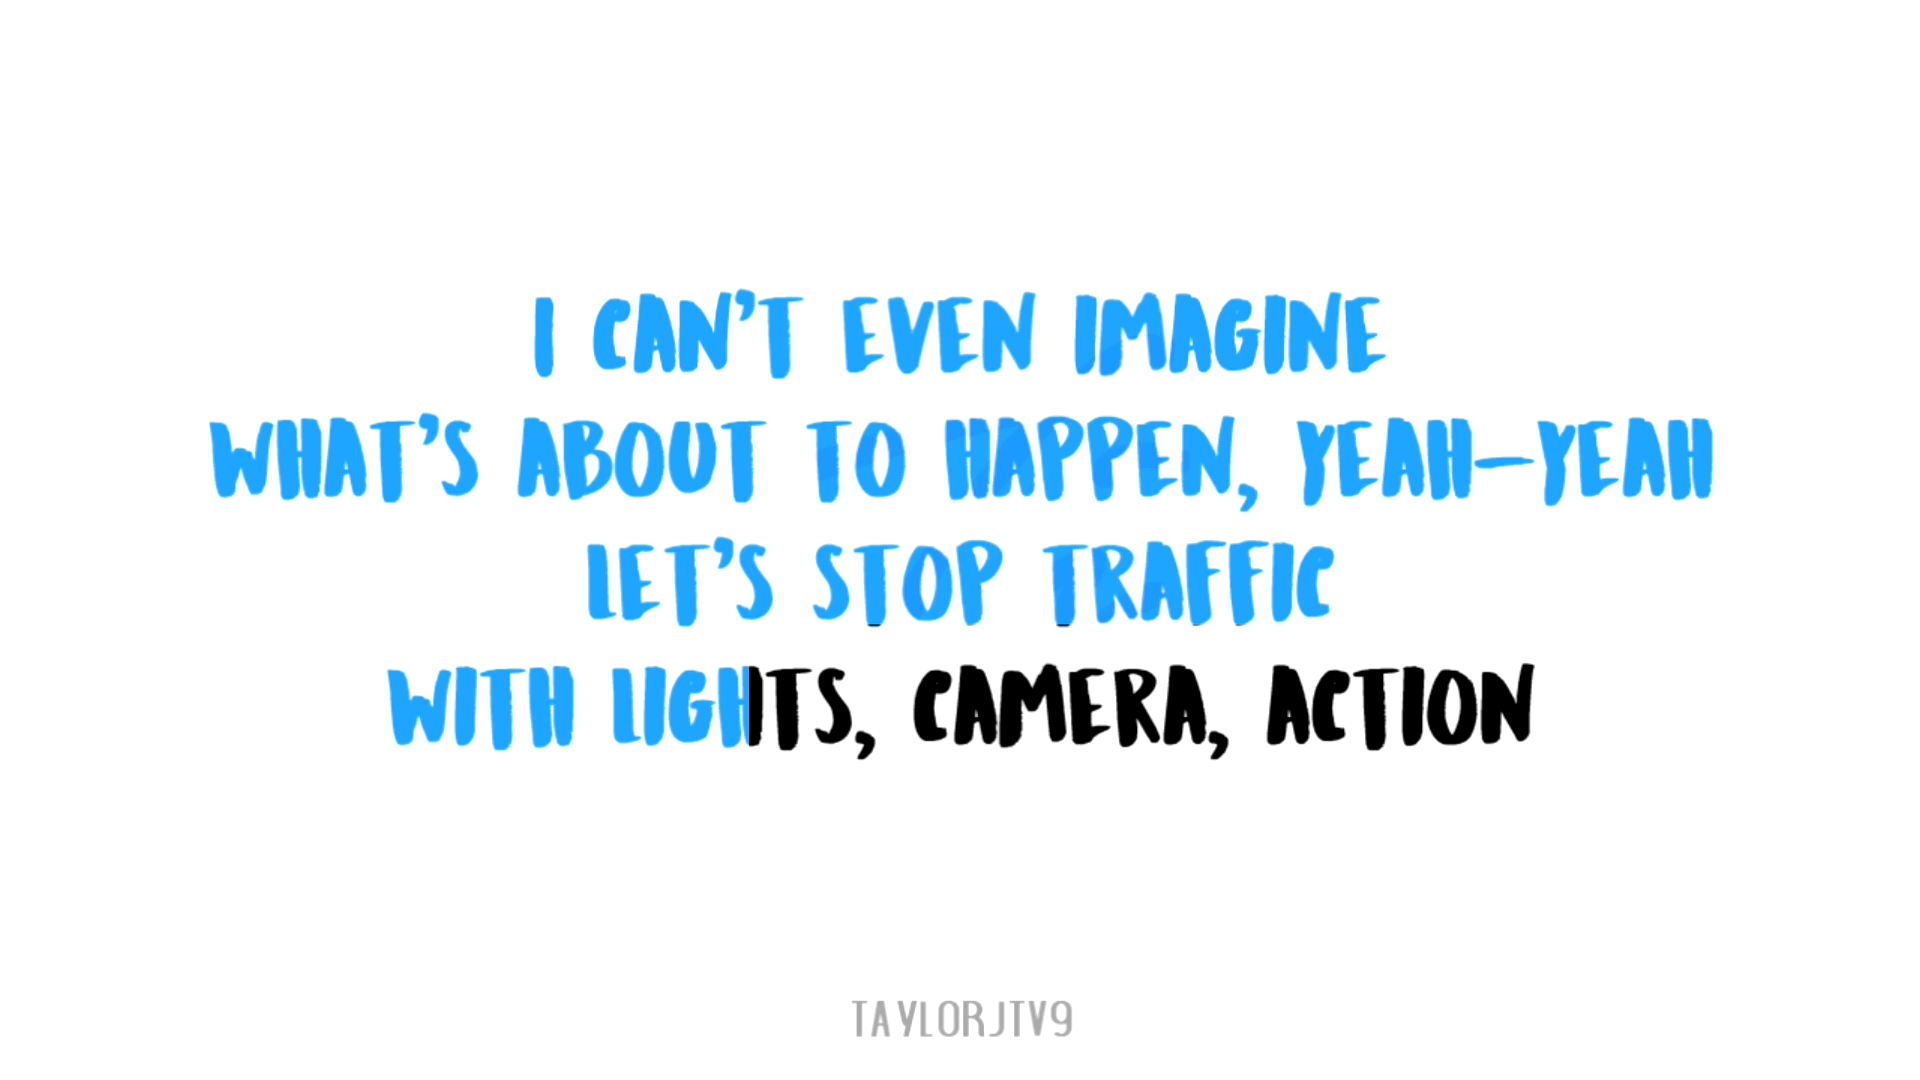 I CAN'T EVEN IMAGINE
WHAT'S ABOUT TO HAPPEN, YEAH–YEAH
LET'S STOP TRAFFIC
WITH LIGHTS, CAMERA, ACTION
TAYLORJTV9